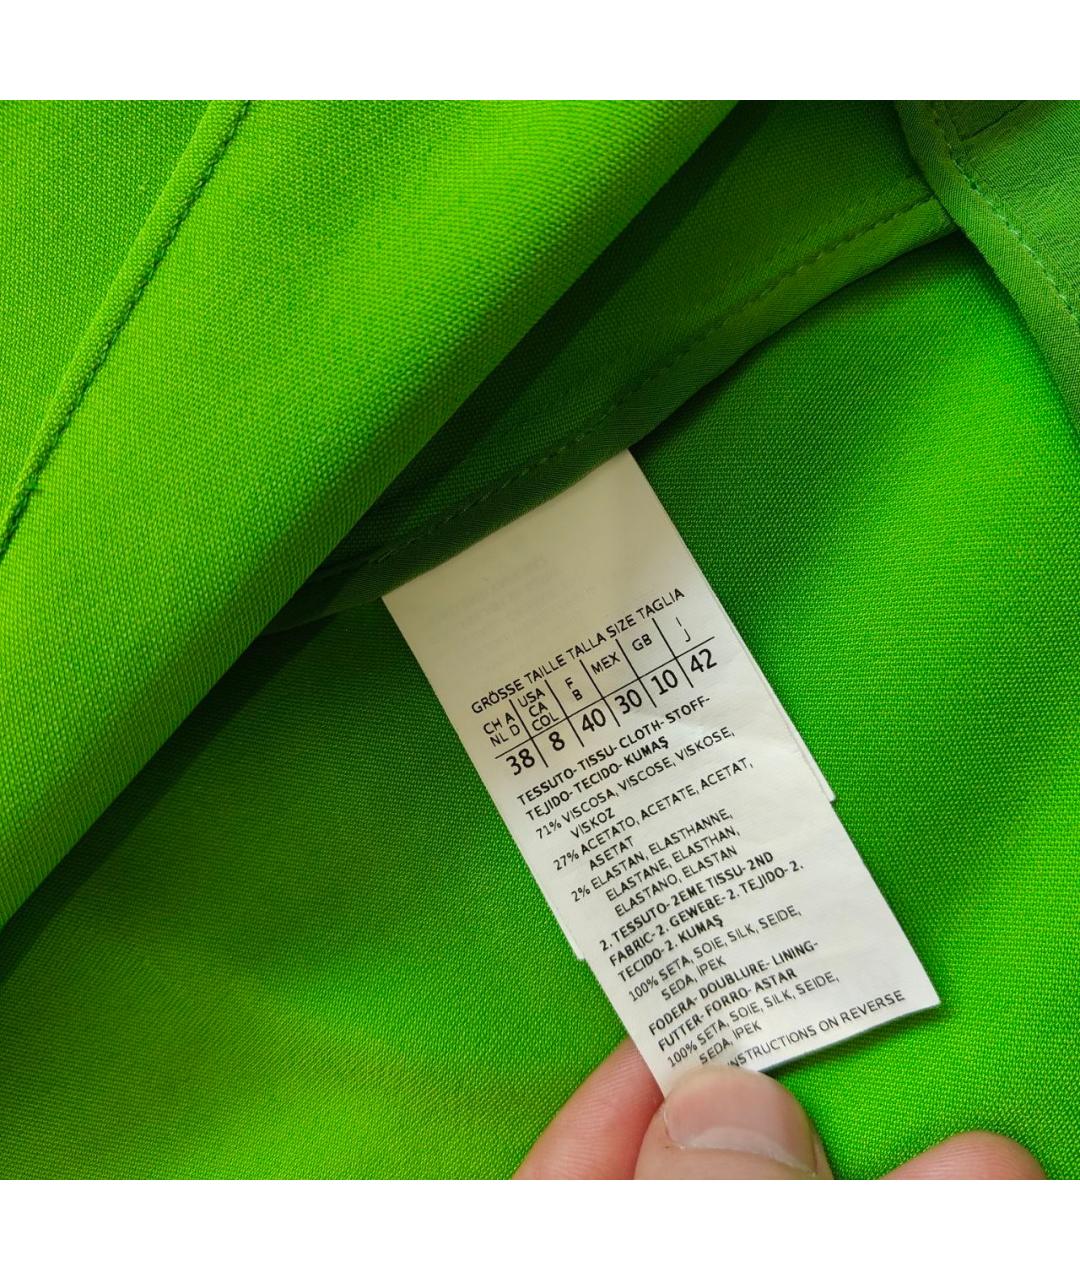 GRÖSSE TAILLE TALLA SIZE TAGLIA
CH A USA F MEX GB I
NL D CA B J
COL
38 8 40 30 10 42
TESSUTO- TISSU- CLOTH- STOFF-
TEJIDO- TECIDO- KUMAŞ
71% VISCOSA, VISCOSE, VISKOSE,
VISKOZ
27% ACETATO, ACETATE, ACETAT,
ASETAT
2% ELASTAN, ELASTHANNE,
ELASTANE, ELASTHAN,
ELASTANO, ELASTAN
2. TESSUTO- 2EME TISSU- 2ND
FABRIC- 2. GEWEBE- 2. TEJIDO- 2.
TECIDO- 2. KUMAŞ
100% SETA, SOIE, SILK, SEIDE,
SEDA, İPEK
FODERA- DOUBLURE- LINING-
FUTTER- FORRO- ASTAR
100% SETA, SOIE, SILK, SEIDE,
SEDA, İPEK
INSTRUCTIONS ON REVERSE